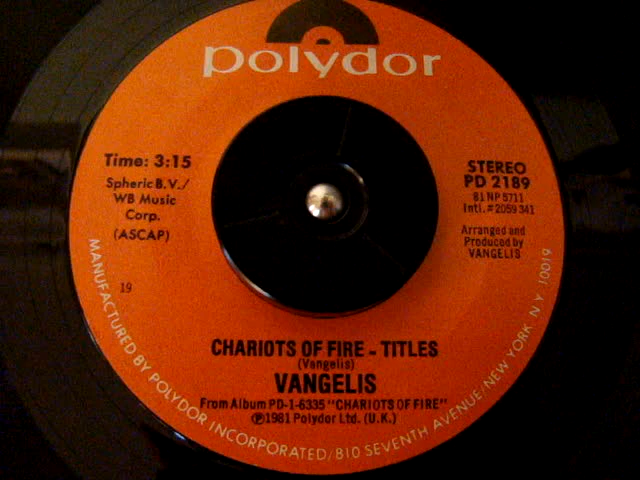 polydor
Time: 3:15
Spheric B.V./
WB Music
Corp.
(ASCAP)
19
STEREO
PD 2189
81 NP 5711
Intl. #2059 341
Arranged and
Produced by
VANGELIS
CHARIOTS OF FIRE - TITLES
(Vangelis)
VANGELIS
From Album PD-1-6335 "CHARIOTS OF FIRE"
℗1981 Polydor Ltd. (U.K.)
MANUFACTURED BY POLYDOR INCORPORATED/810 SEVENTH AVENUE·NEW YORK N.Y. 10019